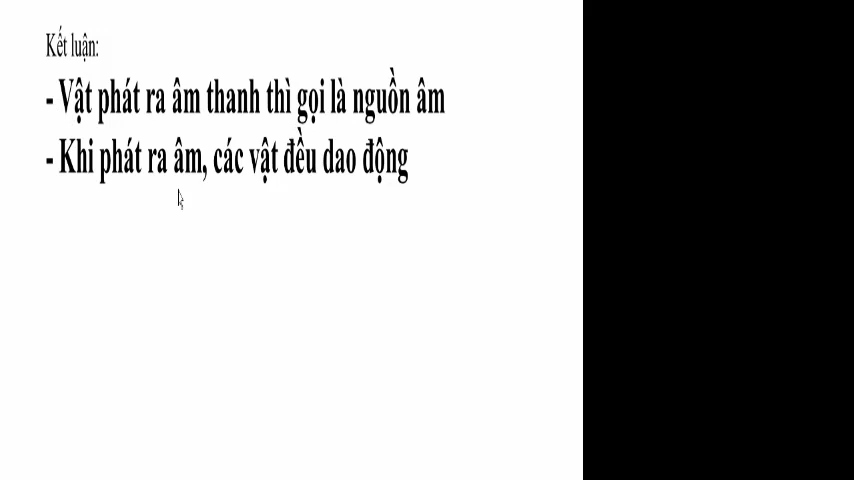 Kết luận:
- Vật phát ra âm thanh thì gọi là nguồn âm
- Khi phát ra âm, các vật đều dao động